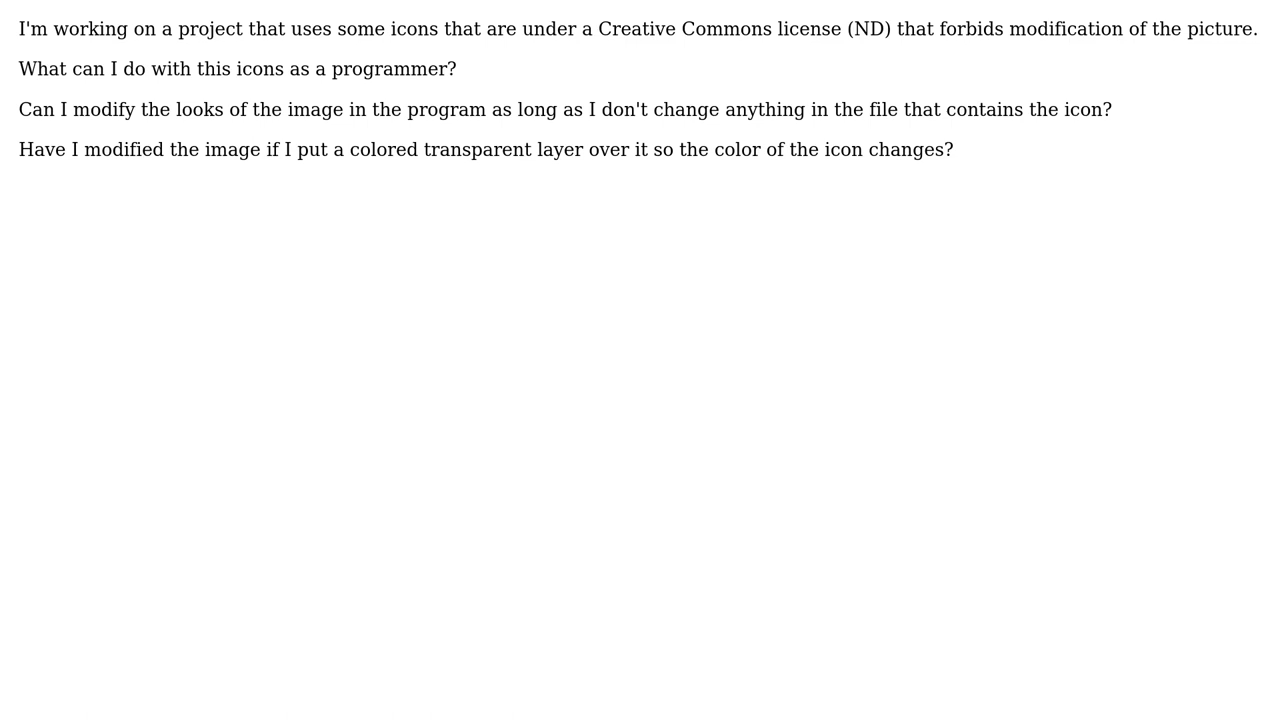 I'm working on a project that uses some icons that are under a Creative Commons license (ND) that forbids modification of the picture.
What can I do with this icons as a programmer?
Can I modify the looks of the image in the program as long as I don't change anything in the file that contains the icon?
Have I modified the image if I put a colored transparent layer over it so the color of the icon changes?